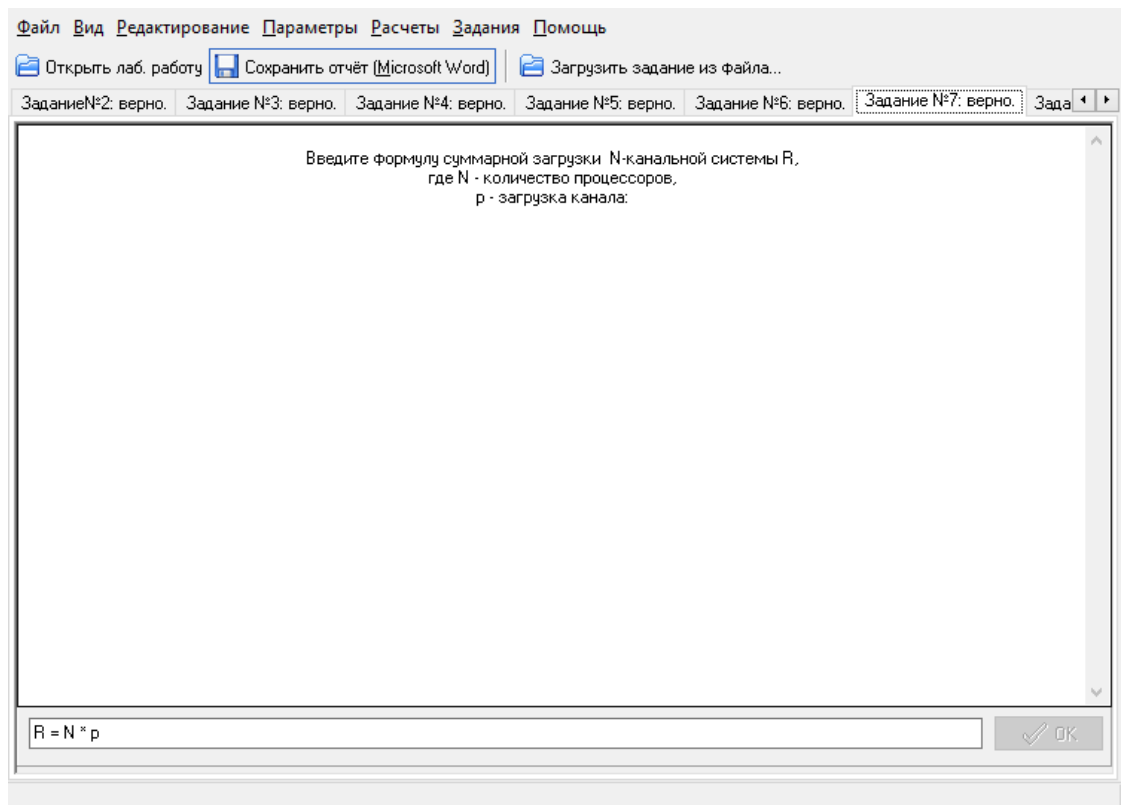 Файл Вид Редактирование Параметры Расчеты Задания Помощь
Открыть лаб. работу Сохранить отчёт (Microsoft Word) Загрузить задание из файла...
Задание№2: верно. Задание №3: верно. Задание №4: верно. Задание №5: верно. Задание №6: верно. Задание №7: верно. Зада
Введите формулу суммарной загрузки N-канальной системы R,
где N - количество процессоров,
p - загрузка канала:
R = N * p
OK